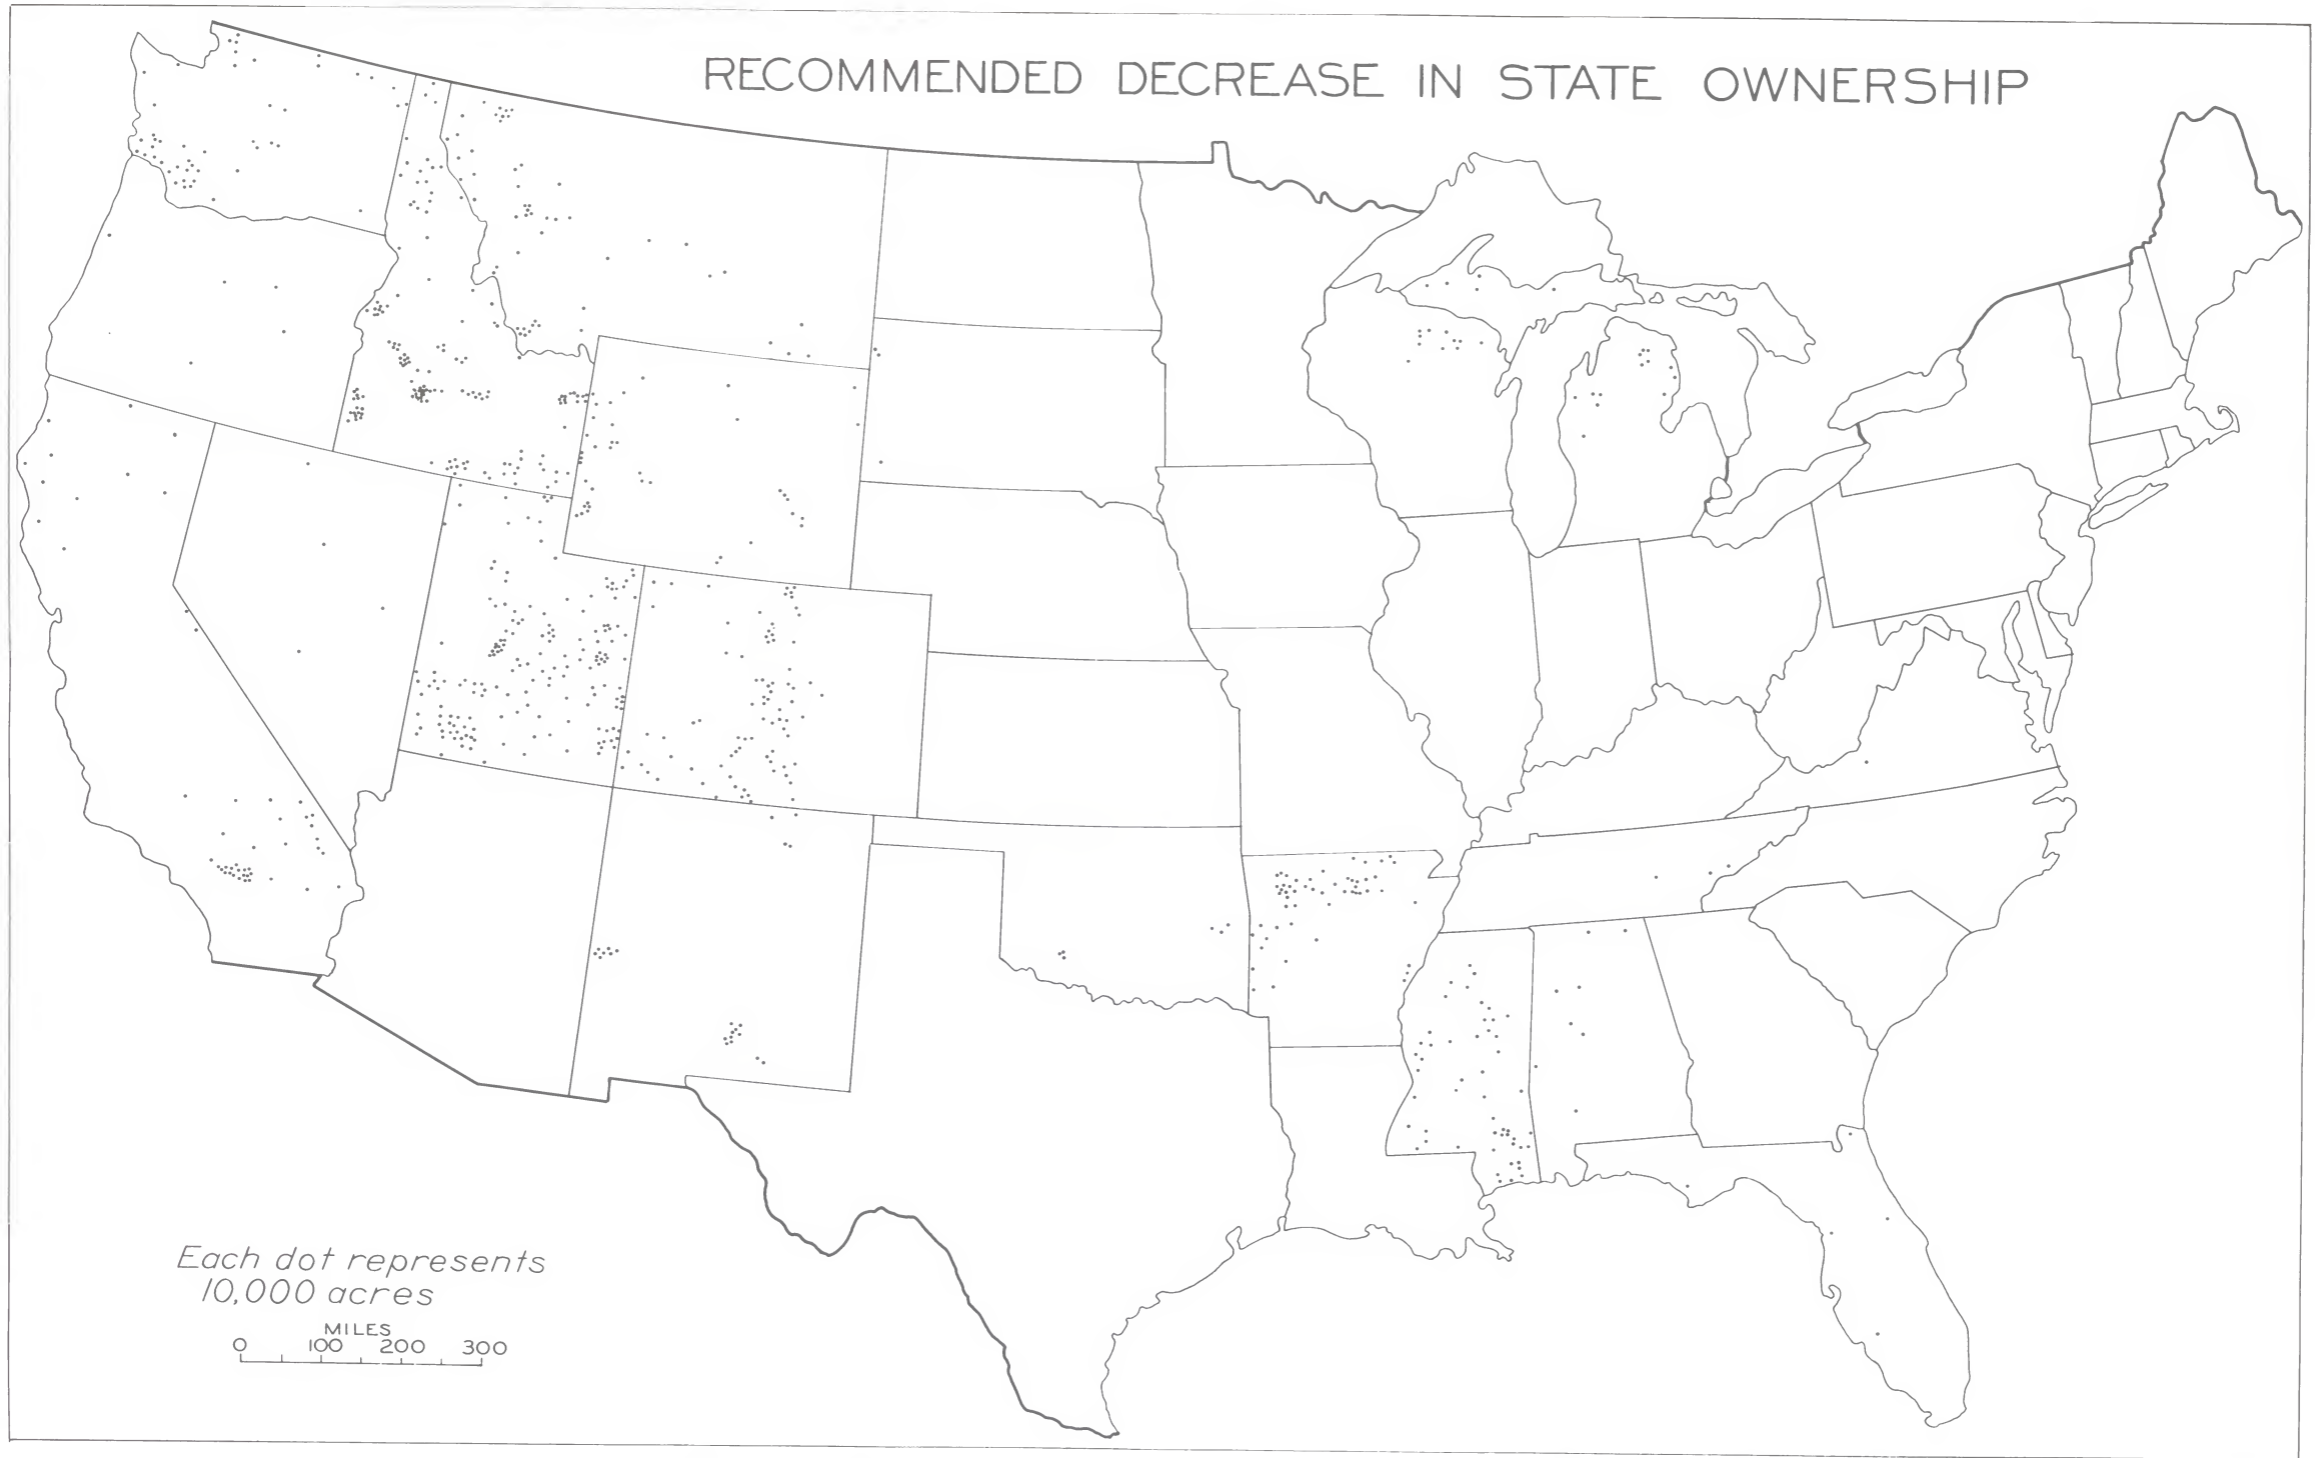 RECOMMENDED DECREASE IN STATE OWNERSHIP
Each dot represents
10,000 acres
MILES
0 100 200 300